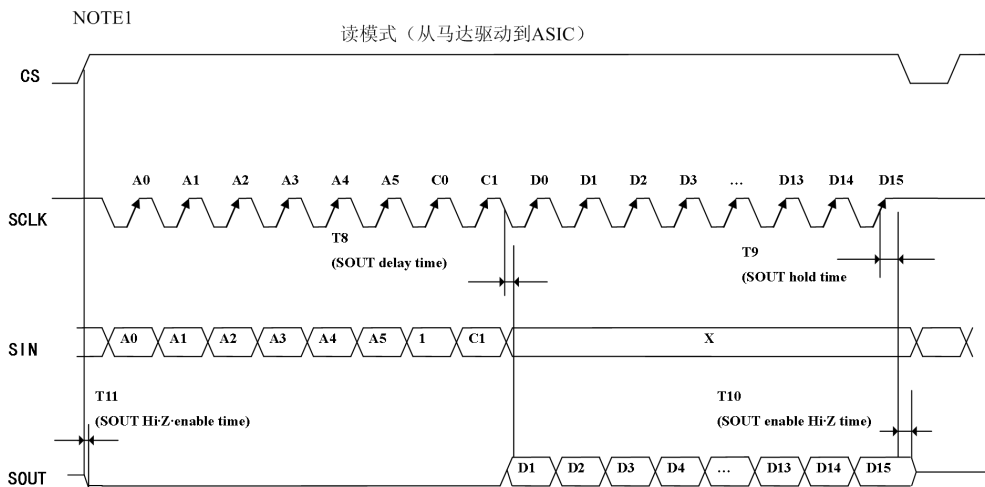 NOTE1
读模式（从马达驱动到ASIC）
CS
A0 A1 A2 A3 A4 A5 C0 C1 D0 D1 D2 D3 ... D13 D14 D15
SCLK
T8
(SOUT delay time)
T9
(SOUT hold time
SIN
A0 A1 A2 A3 A4 A5 1 C1 X
T11
(SOUT Hi-Z-enable time)
T10
(SOUT enable Hi-Z time)
SOUT
D1 D2 D3 D4 ... D13 D14 D15